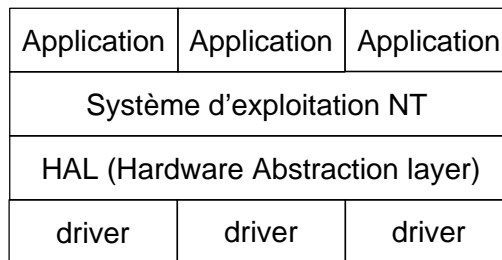 Application Application Application
Système d'exploitation NT
HAL (Hardware Abstraction layer)
driver driver driver